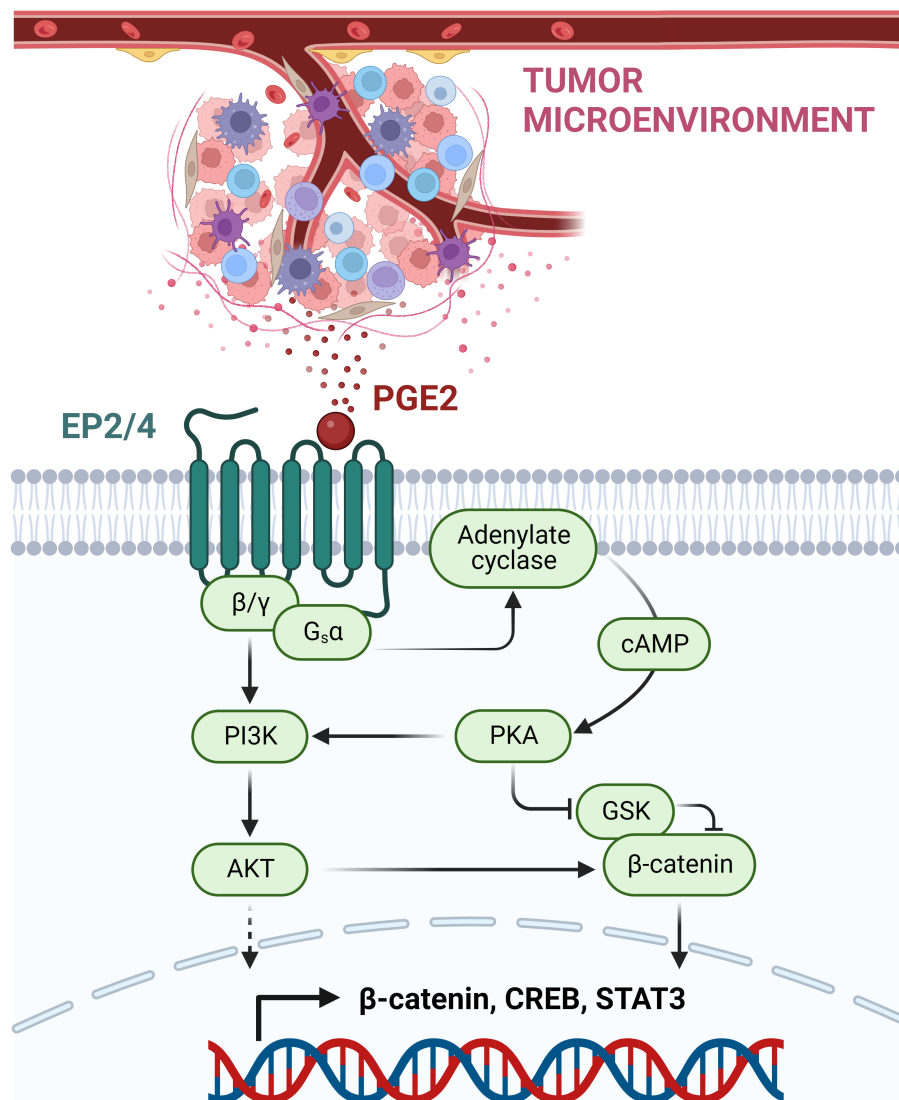 TUMOR
MICROENVIRONMENT
PGE2
EP2/4
Adenylate
cyclase
β/γ
Gₛα
cAMP
PI3K
PKA
GSK
AKT
β-catenin
β-catenin, CREB, STAT3